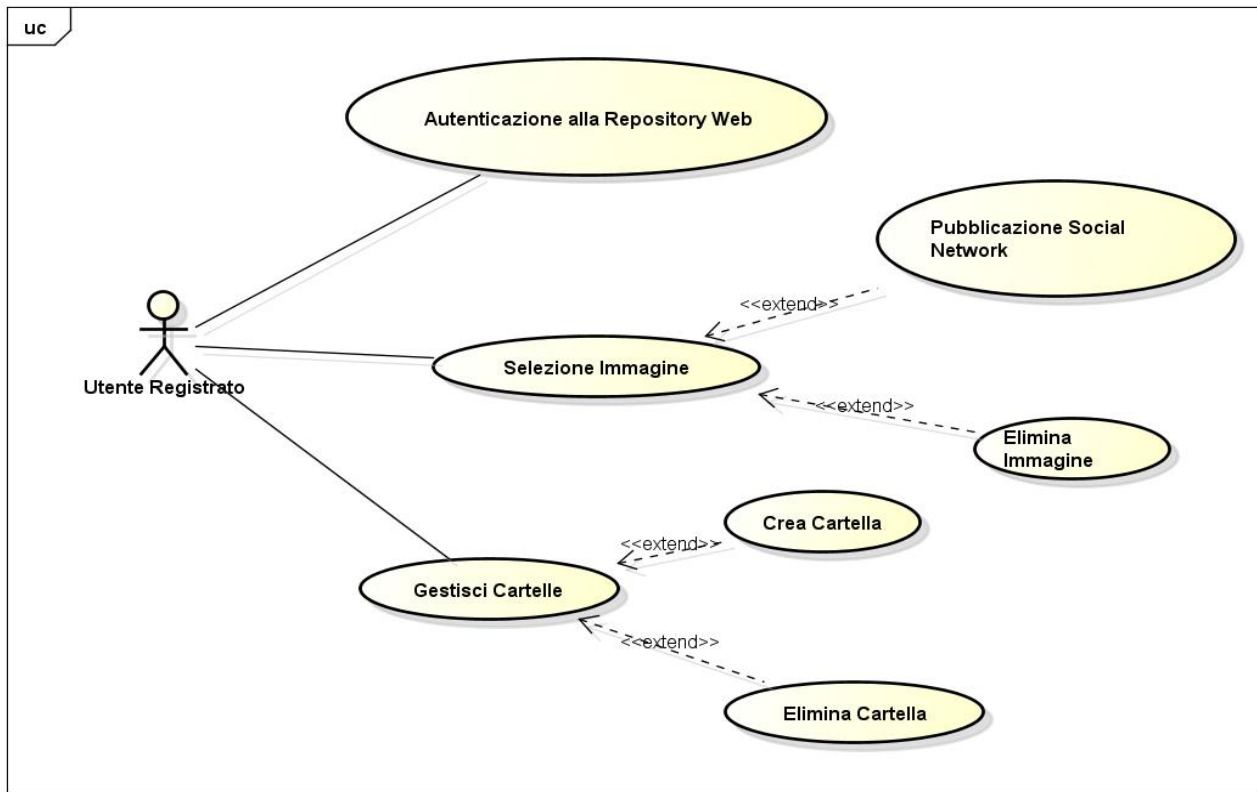 uc
Autenticazione alla Repository Web
Pubblicazione Social
Network
<<extend>>
Utente Registrato
Selezione Immagine
<<extend>>
Elimina
Immagine
Crea Cartella
<<extend>>
Gestisci Cartelle
<<extend>>
Elimina Cartella